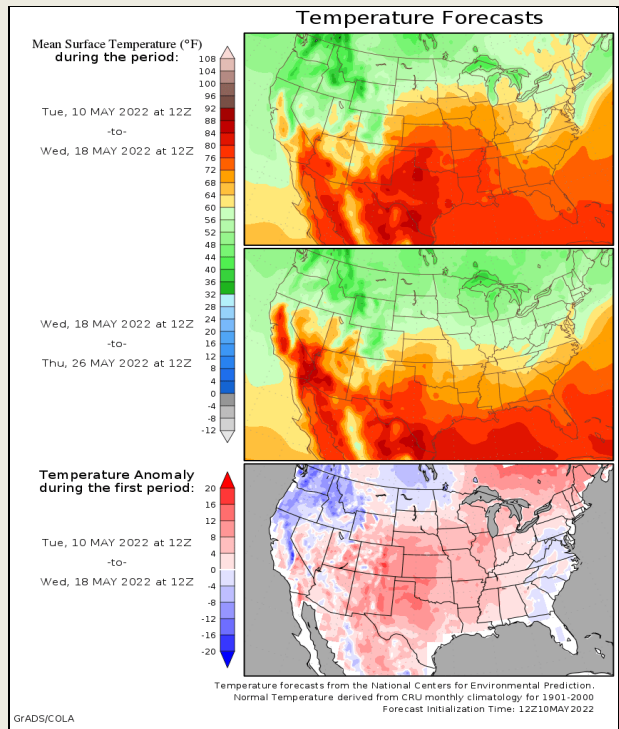 Temperature Forecasts
Mean Surface Temperature (°F)
during the period:
Tue, 10 MAY 2022 at 12Z
-to-
Wed, 18 MAY 2022 at 12Z
108
104
100
96
92
88
84
80
76
72
68
64
60
56
52
48
44
40
36
32
28
24
20
16
12
8
4
0
-4
-8
-12
Wed, 18 MAY 2022 at 12Z
-to-
Thu, 26 MAY 2022 at 12Z
Temperature Anomaly
during the first period:
Tue, 10 MAY 2022 at 12Z
-to-
Wed, 18 MAY 2022 at 12Z
20
16
12
8
4
0
-4
-8
-12
-16
-20
Temperature forecasts from the National Centers for Environmental Prediction.
Normal Temperature derived from CRU monthly climatology for 1901-2000
Forecast Initialization Time: 12Z10MAY2022
GrADS/COLA